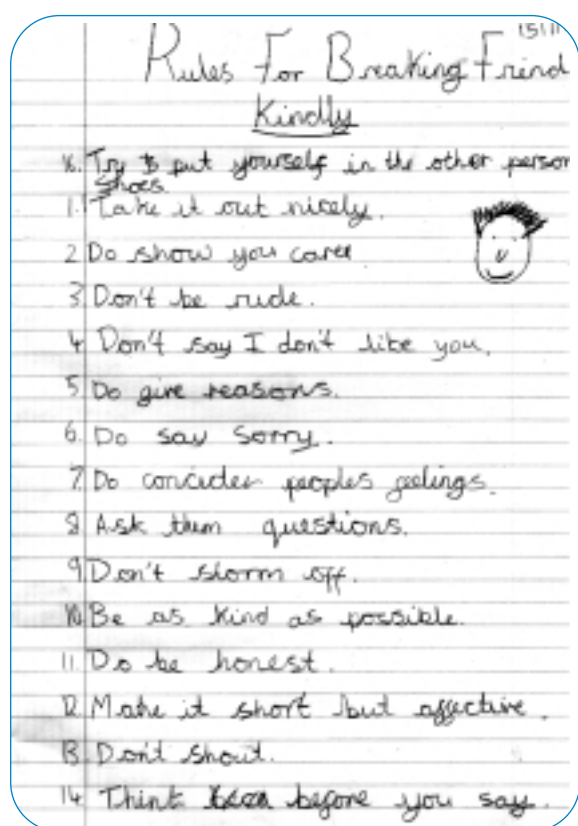 15111
Rules For Breaking Freind
Kindly
16. Try to put yourself in the other person
shoes.
1. Take it out nicely.
2 Do show you care
3. Don't be rude.
4. Don't say I don't like you.
5. Do give reasons.
6. Do say sorry.
7. Do concider peoples feelings.
8 Ask them questions.
9. Don't storm off.
10. Be as kind as possible.
11. Do be honest.
12. Make it short but affective.
13. Don't shout.
14. Think before you say.